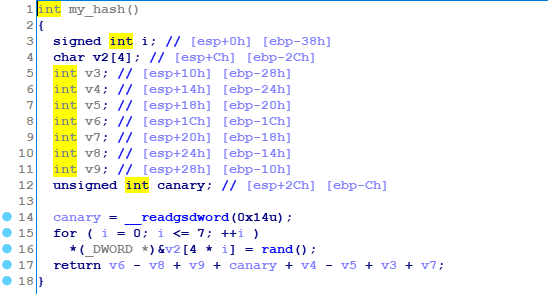 1 int my_hash()
2 {
3 signed int i; // [esp+0h] [ebp-38h]
4 char v2[4]; // [esp+Ch] [ebp-2Ch]
5 int v3; // [esp+10h] [ebp-28h]
6 int v4; // [esp+14h] [ebp-24h]
7 int v5; // [esp+18h] [ebp-20h]
8 int v6; // [esp+1Ch] [ebp-1Ch]
9 int v7; // [esp+20h] [ebp-18h]
10 int v8; // [esp+24h] [ebp-14h]
11 int v9; // [esp+28h] [ebp-10h]
12 unsigned int canary; // [esp+2Ch] [ebp-Ch]
13
14 canary = __readgsdword(0x14u);
15 for ( i = 0; i <= 7; ++i )
16 *(_DWORD *)&v2[4 * i] = rand();
17 return v6 - v8 + v9 + canary + v4 - v5 + v3 + v7;
18 }